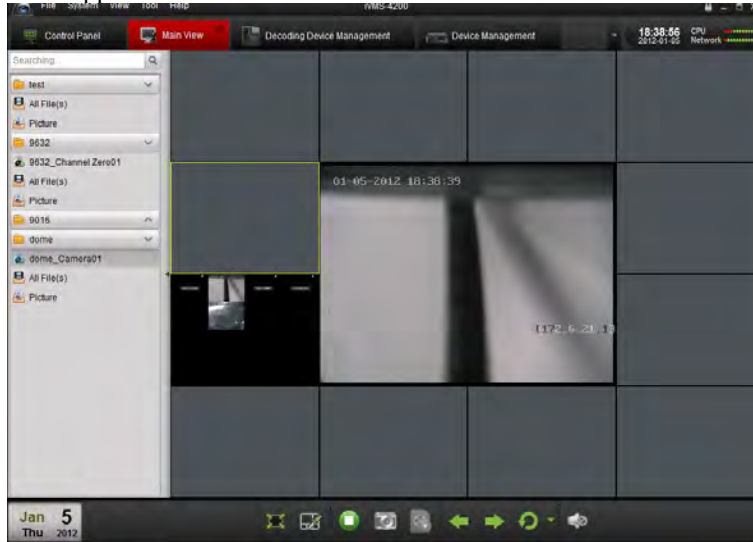 File System View Tool Help
iVMS-4200
Control Panel
Main View
Decoding Device Management
Device Management
18:38:56
2012-01-05
CPU
Network
Searching...
test
All File(s)
Picture
9632
9632_Channel Zero01
All File(s)
Picture
9016
dome
dome_Camera01
All File(s)
Picture
01-05-2012 18:38:39
Jan 5
Thu 2012